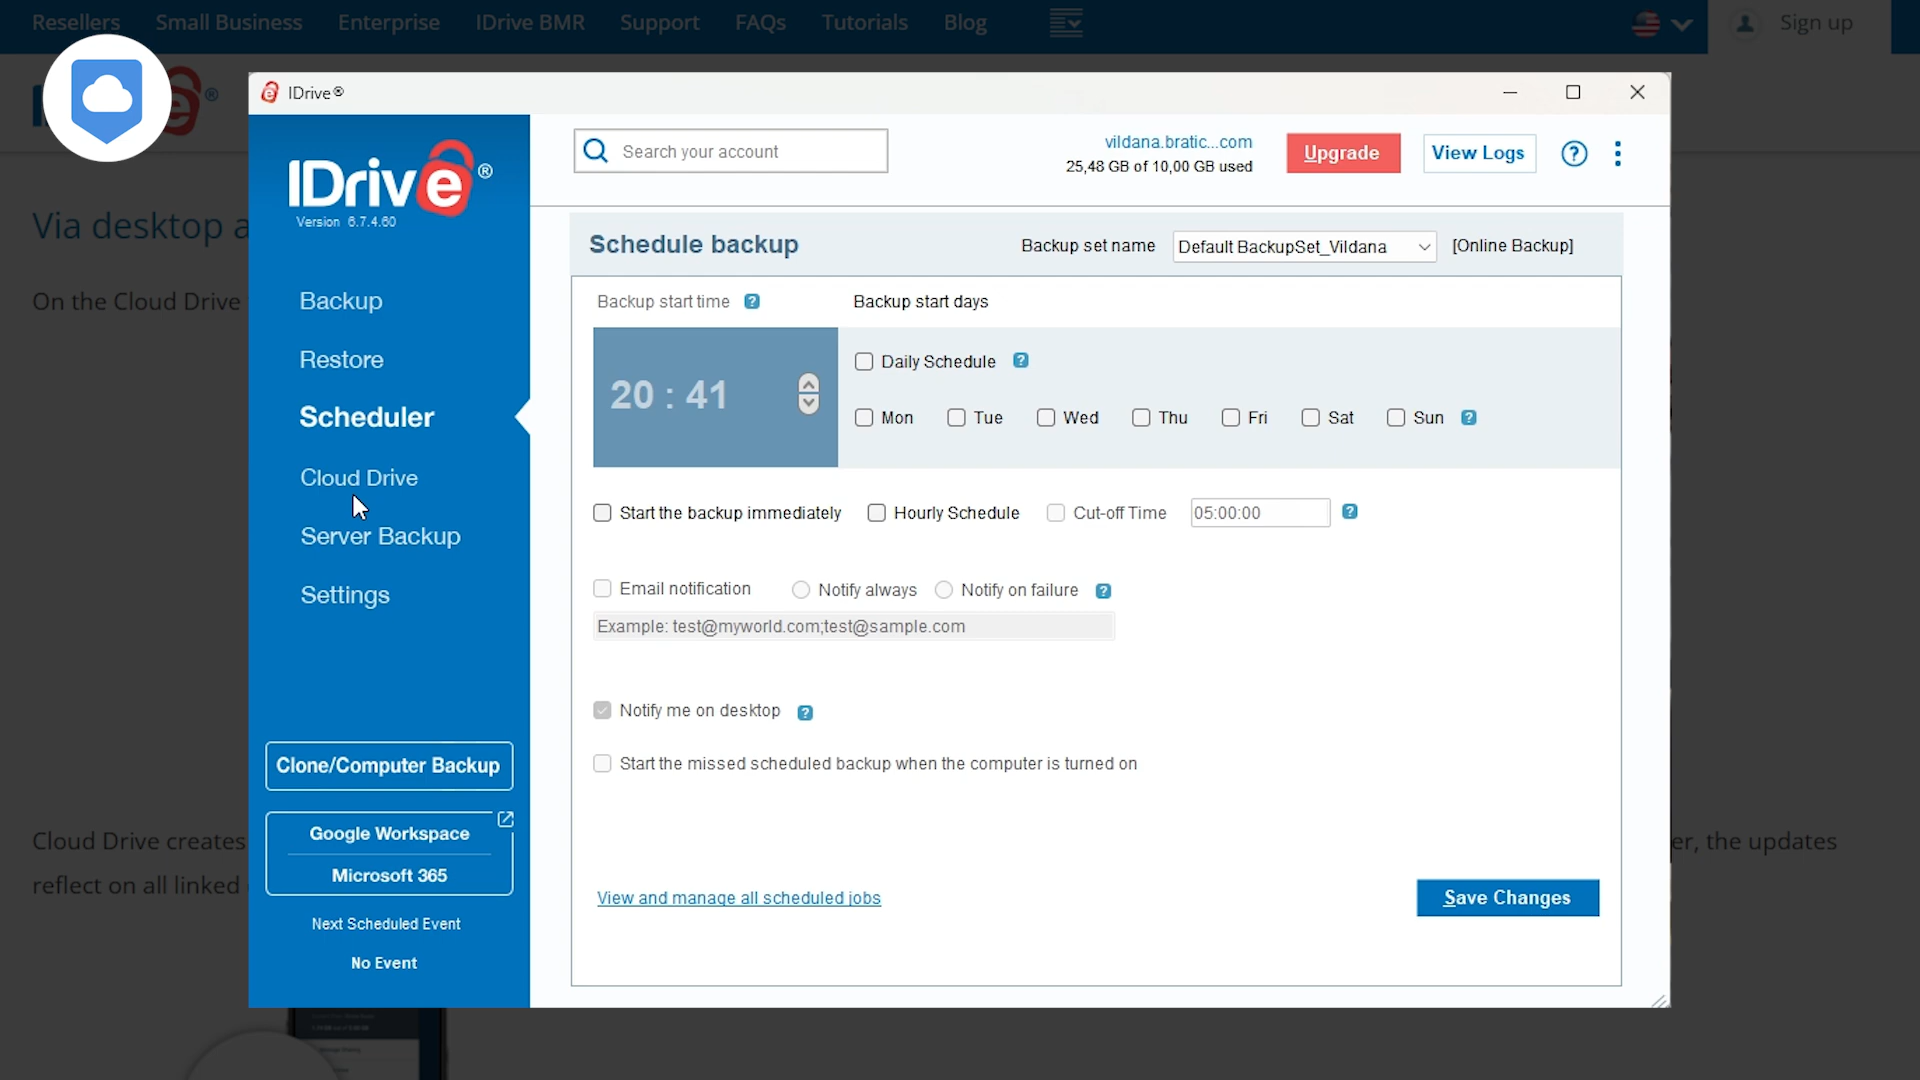 Resellers Small Business Enterprise IDrive BMR Support FAQs Tutorials Blog Sign up
IDrive®
IDrive®
Version 6.7.4.60
Search your account
vildana.bratic...com
25,48 GB of 10,00 GB used
Upgrade
View Logs
Via desktop a
On the Cloud Drive
Backup
Restore
Scheduler
Cloud Drive
Server Backup
Settings
Clone/Computer Backup
Google Workspace
Microsoft 365
Next Scheduled Event
No Event
Schedule backup
Backup set name Default BackupSet_Vildana [Online Backup]
Backup start time ? Backup start days
20 : 41
Daily Schedule ?
Mon Tue Wed Thu Fri Sat Sun ?
Start the backup immediately Hourly Schedule Cut-off Time 05:00:00 ?
Email notification Notify always Notify on failure ?
Example: test@myworld.com;test@sample.com
Notify me on desktop ?
Start the missed scheduled backup when the computer is turned on
View and manage all scheduled jobs
Save Changes
Cloud Drive creates er, the updates
reflect on all linked